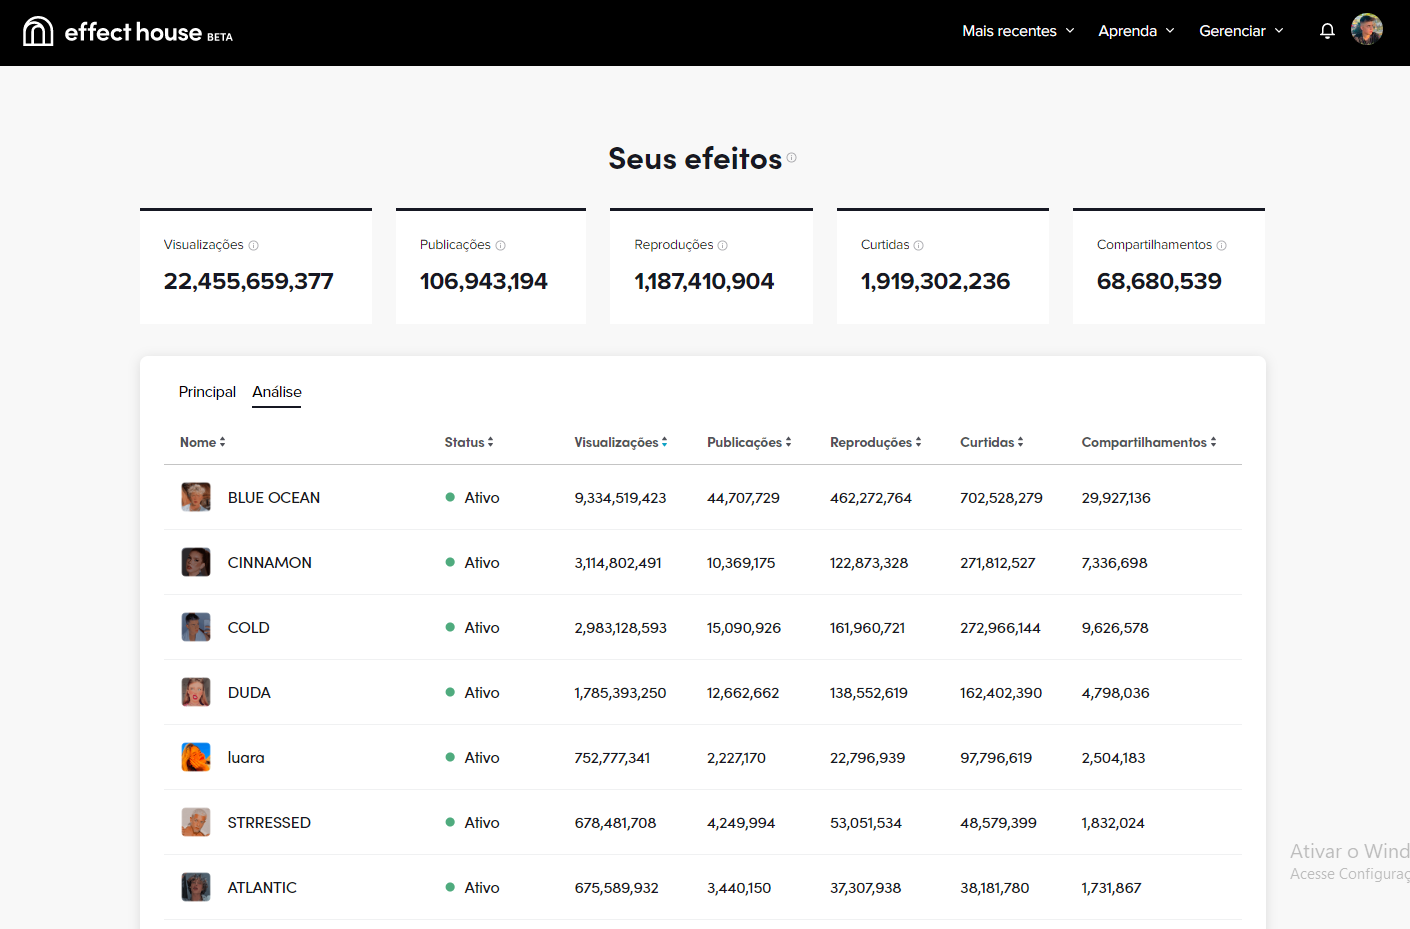 effect house BETA
Mais recentes Aprenda Gerenciar
Seus efeitos
Visualizações Publicações Reproduções Curtidas Compartilhamentos
22,455,659,377 106,943,194 1,187,410,904 1,919,302,236 68,680,539
Principal Análise
Nome Status Visualizações Publicações Reproduções Curtidas Compartilhamentos
BLUE OCEAN Ativo 9,334,519,423 44,707,729 462,272,764 702,528,279 29,927,136
CINNAMON Ativo 3,114,802,491 10,369,175 122,873,328 271,812,527 7,336,698
COLD Ativo 2,983,128,593 15,090,926 161,960,721 272,966,144 9,626,578
DUDA Ativo 1,785,393,250 12,662,662 138,552,619 162,402,390 4,798,036
luara Ativo 752,777,341 2,227,170 22,796,939 97,796,619 2,504,183
STRRESSED Ativo 678,481,708 4,249,994 53,051,534 48,579,399 1,832,024
ATLANTIC Ativo 675,589,932 3,440,150 37,307,938 38,181,780 1,731,867
Ativar o Wind
Acesse Configuraç